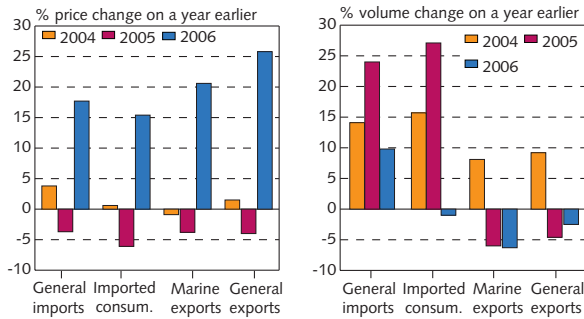 % price change on a year earlier
2004 2005 2006
30
25
20
15
10
5
0
-5
-10
General imports
Imported consum.
Marine exports
General exports
% volume change on a year earlier
2004 2005
2006
30
25
20
15
10
5
0
-5
-10
General imports
Imported consum.
Marine exports
General exports